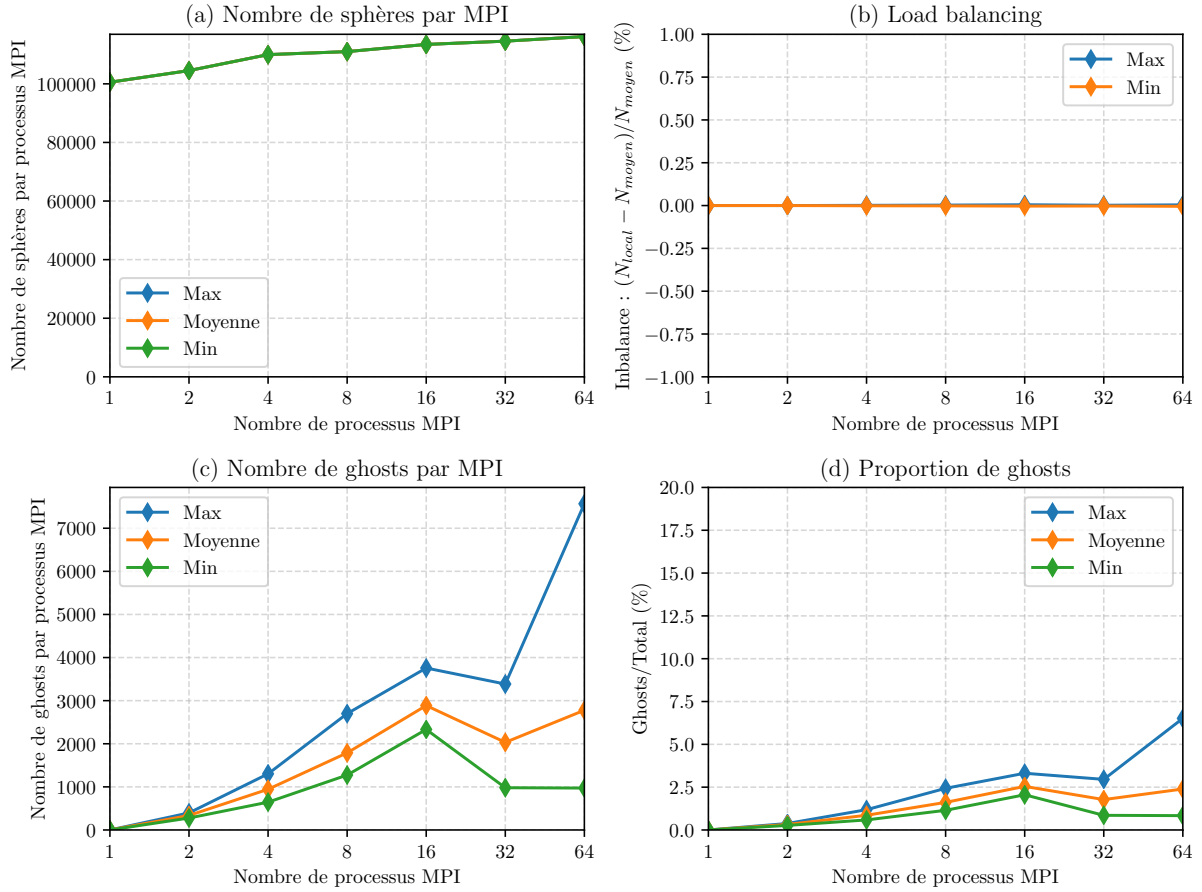 (a) Nombre de sphères par MPI
Nombre de sphères par processus MPI
100000
80000
60000
40000
20000
0
Max
Moyenne
Min
1 2 4 8 16 32 64
Nombre de processus MPI
(b) Load balancing
Inbalance : (N_local − N_moyen)/N_moyen (%)
1.00
0.75
0.50
0.25
0.00
−0.25
−0.50
−0.75
−1.00
Max
Min
1 2 4 8 16 32 64
Nombre de processus MPI
(c) Nombre de ghosts par MPI
Nombre de ghosts par processus MPI
7000
6000
5000
4000
3000
2000
1000
0
Max
Moyenne
Min
1 2 4 8 16 32 64
Nombre de processus MPI
(d) Proportion de ghosts
Ghosts/Total (%)
20.0
17.5
15.0
12.5
10.0
7.5
5.0
2.5
0.0
Max
Moyenne
Min
1 2 4 8 16 32 64
Nombre de processus MPI